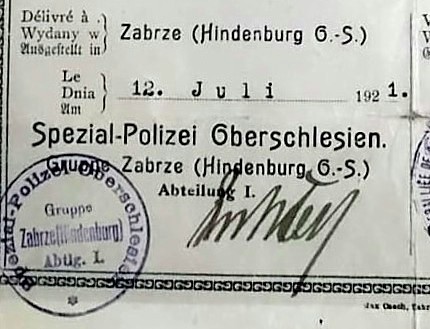 Délivré à
Wydany w Zabrze (Hindenburg O.-S.)
Ausgestellt in
Le
Dnia 12. Juli 1921.
Am
Spezial-Polizei Oberschlesien.
Gruppe Zabrze (Hindenburg O.-S.)
Abteilung I.
Spezial-Polizei Oberschlesien
Gruppe
Zabrze(Hindenburg)
Abtlg. I.